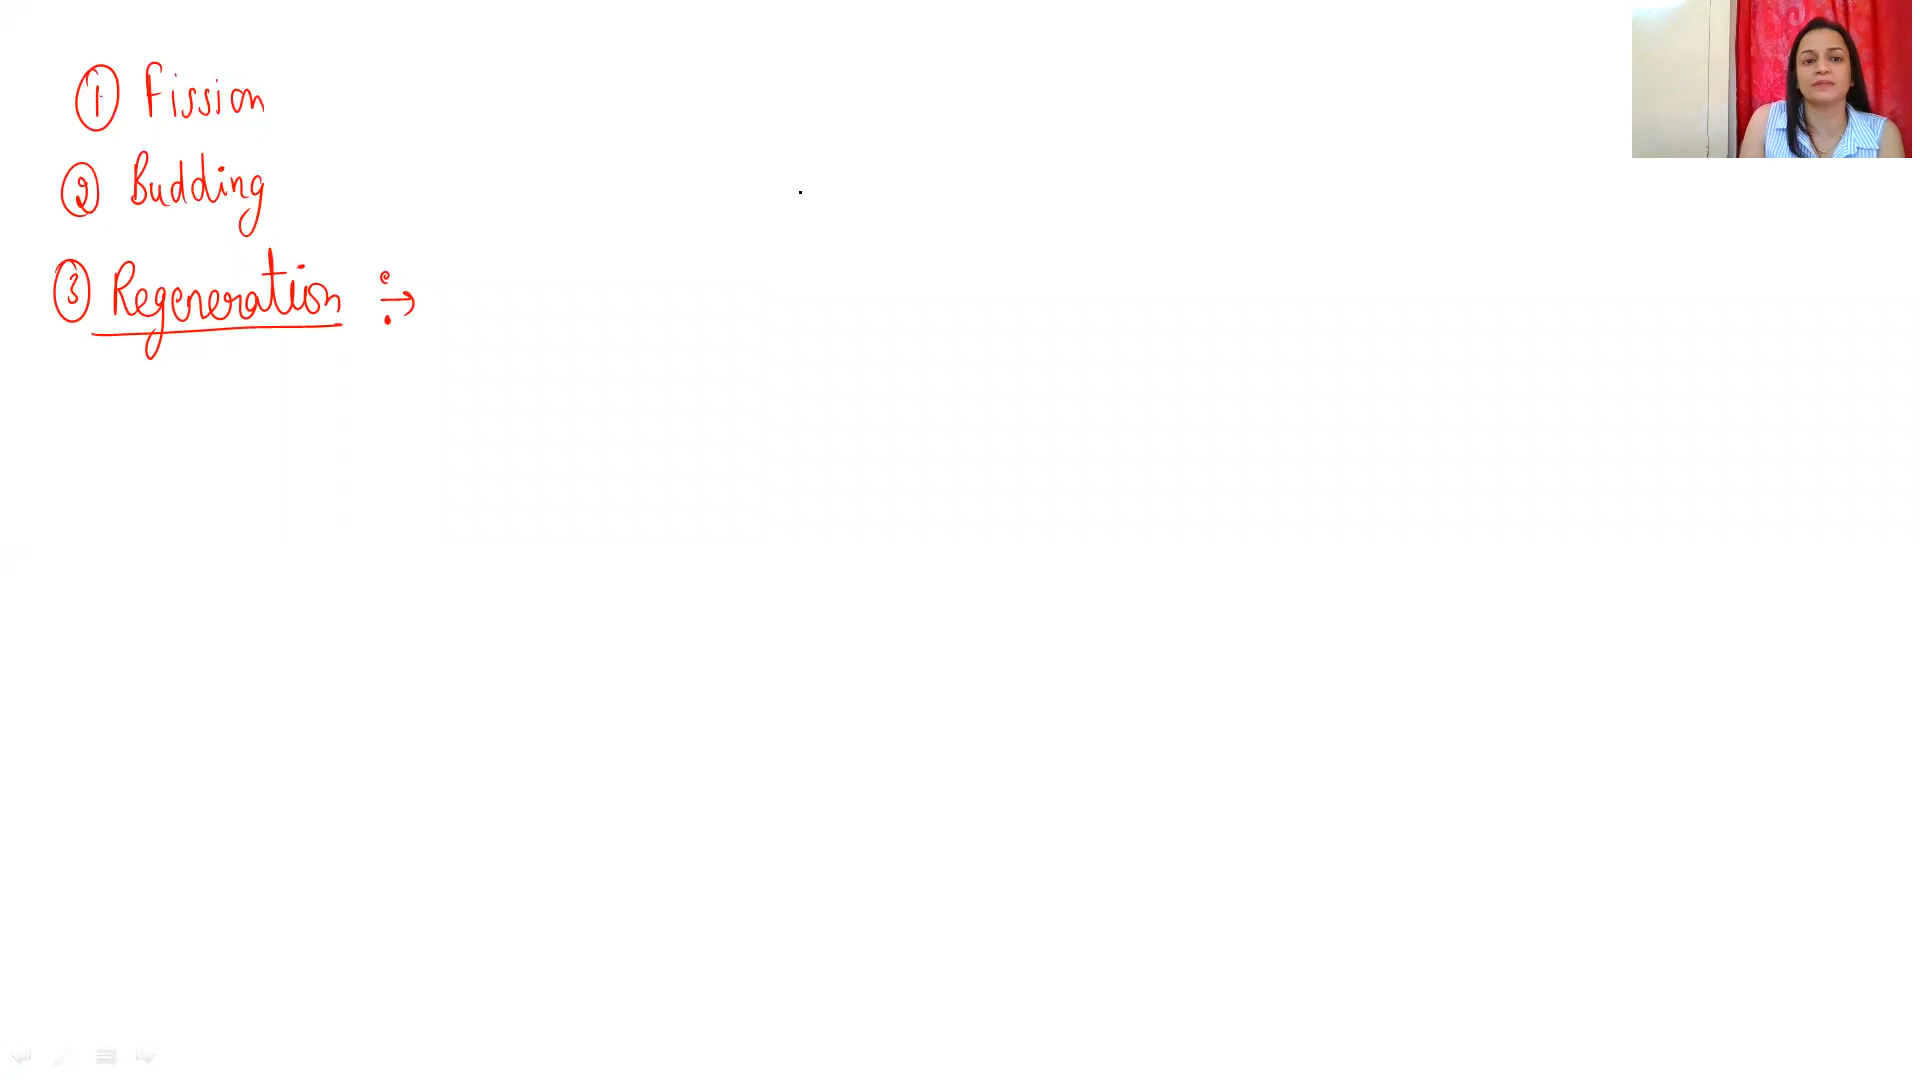 ① Fission
② Budding
③ Regeneration :→